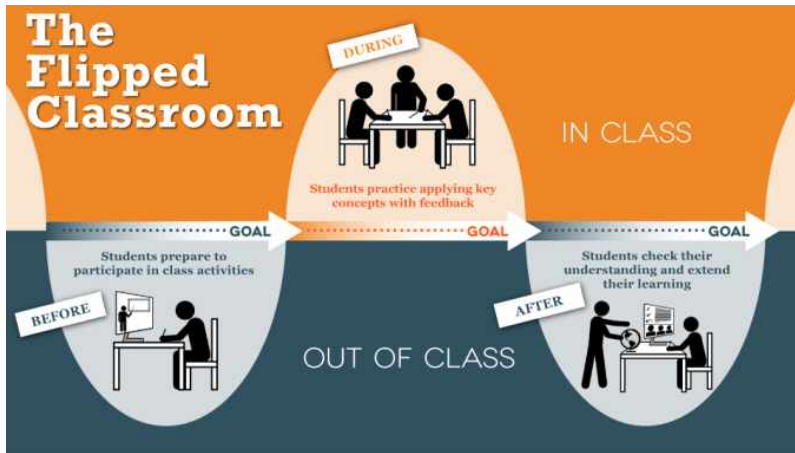 The
Flipped
Classroom
DURING
IN CLASS
Students practice applying key
concepts with feedback
GOAL
GOAL
GOAL
Students prepare to
participate in class activities
BEFORE
OUT OF CLASS
Students check their
understanding and extend
their learning
AFTER